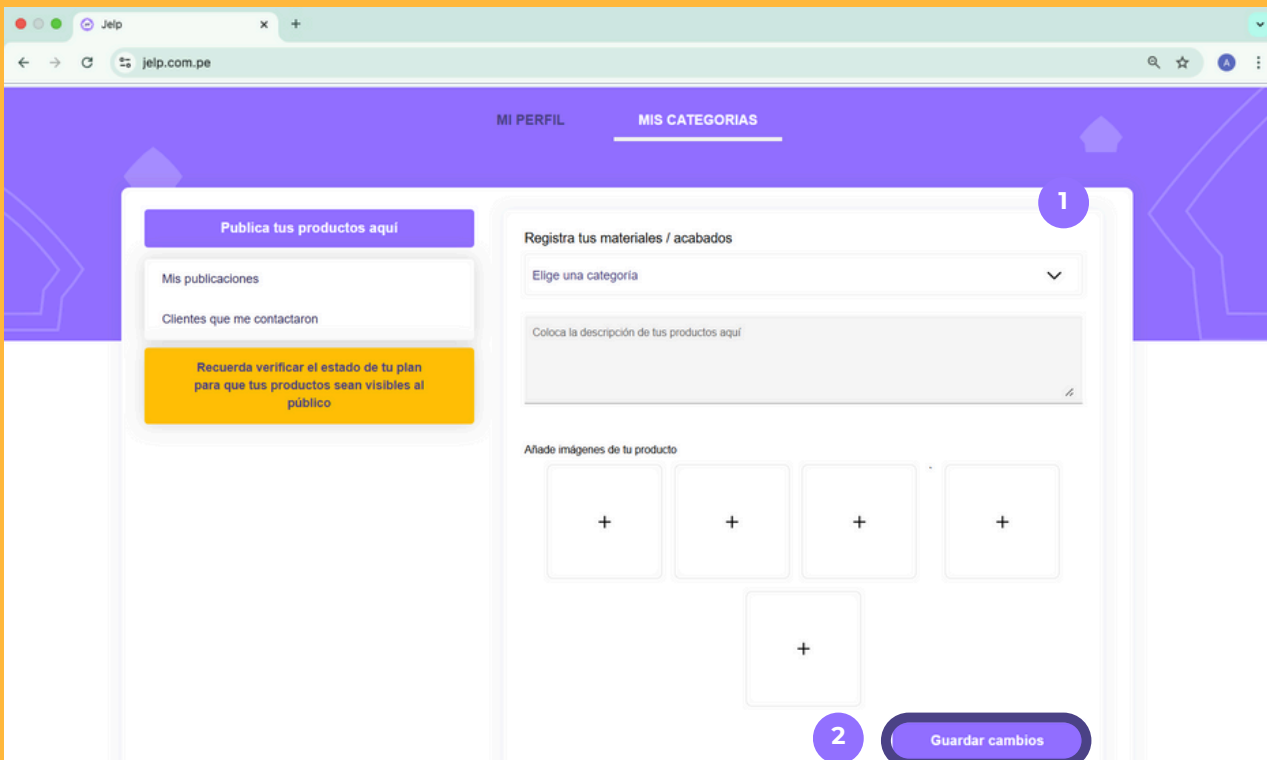 Jelp
jelp.com.pe
A
MI PERFIL
MIS CATEGORIAS
1
Publica tus productos aquí
Mis publicaciones
Clientes que me contactaron
Recuerda verificar el estado de tu plan
para que tus productos sean visibles al
público
Registra tus materiales / acabados
Elige una categoría
Coloca la descripción de tus productos aquí
Añade imágenes de tu producto
2
Guardar cambios